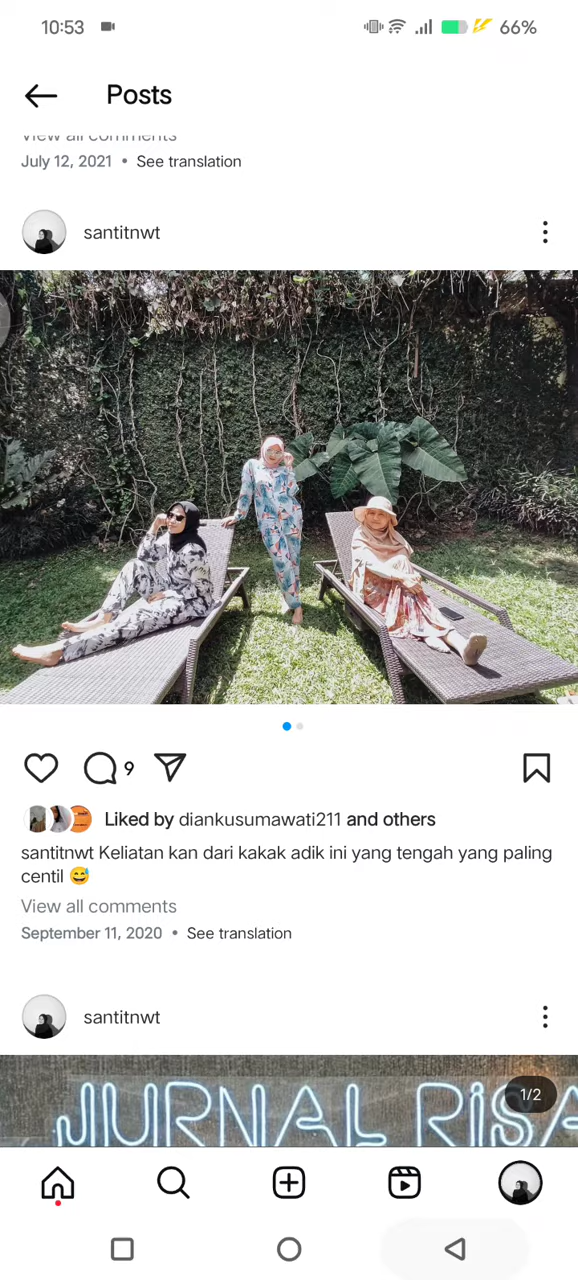 10:53
66%
Posts
View all comments
July 12, 2021 • See translation
santitnwt
9
Liked by diankusumawati211 and others
santitnwt Keliatan kan dari kakak adik ini yang tengah yang paling
centil 😅
View all comments
September 11, 2020 • See translation
santitnwt
1/2
JURNAL RISA